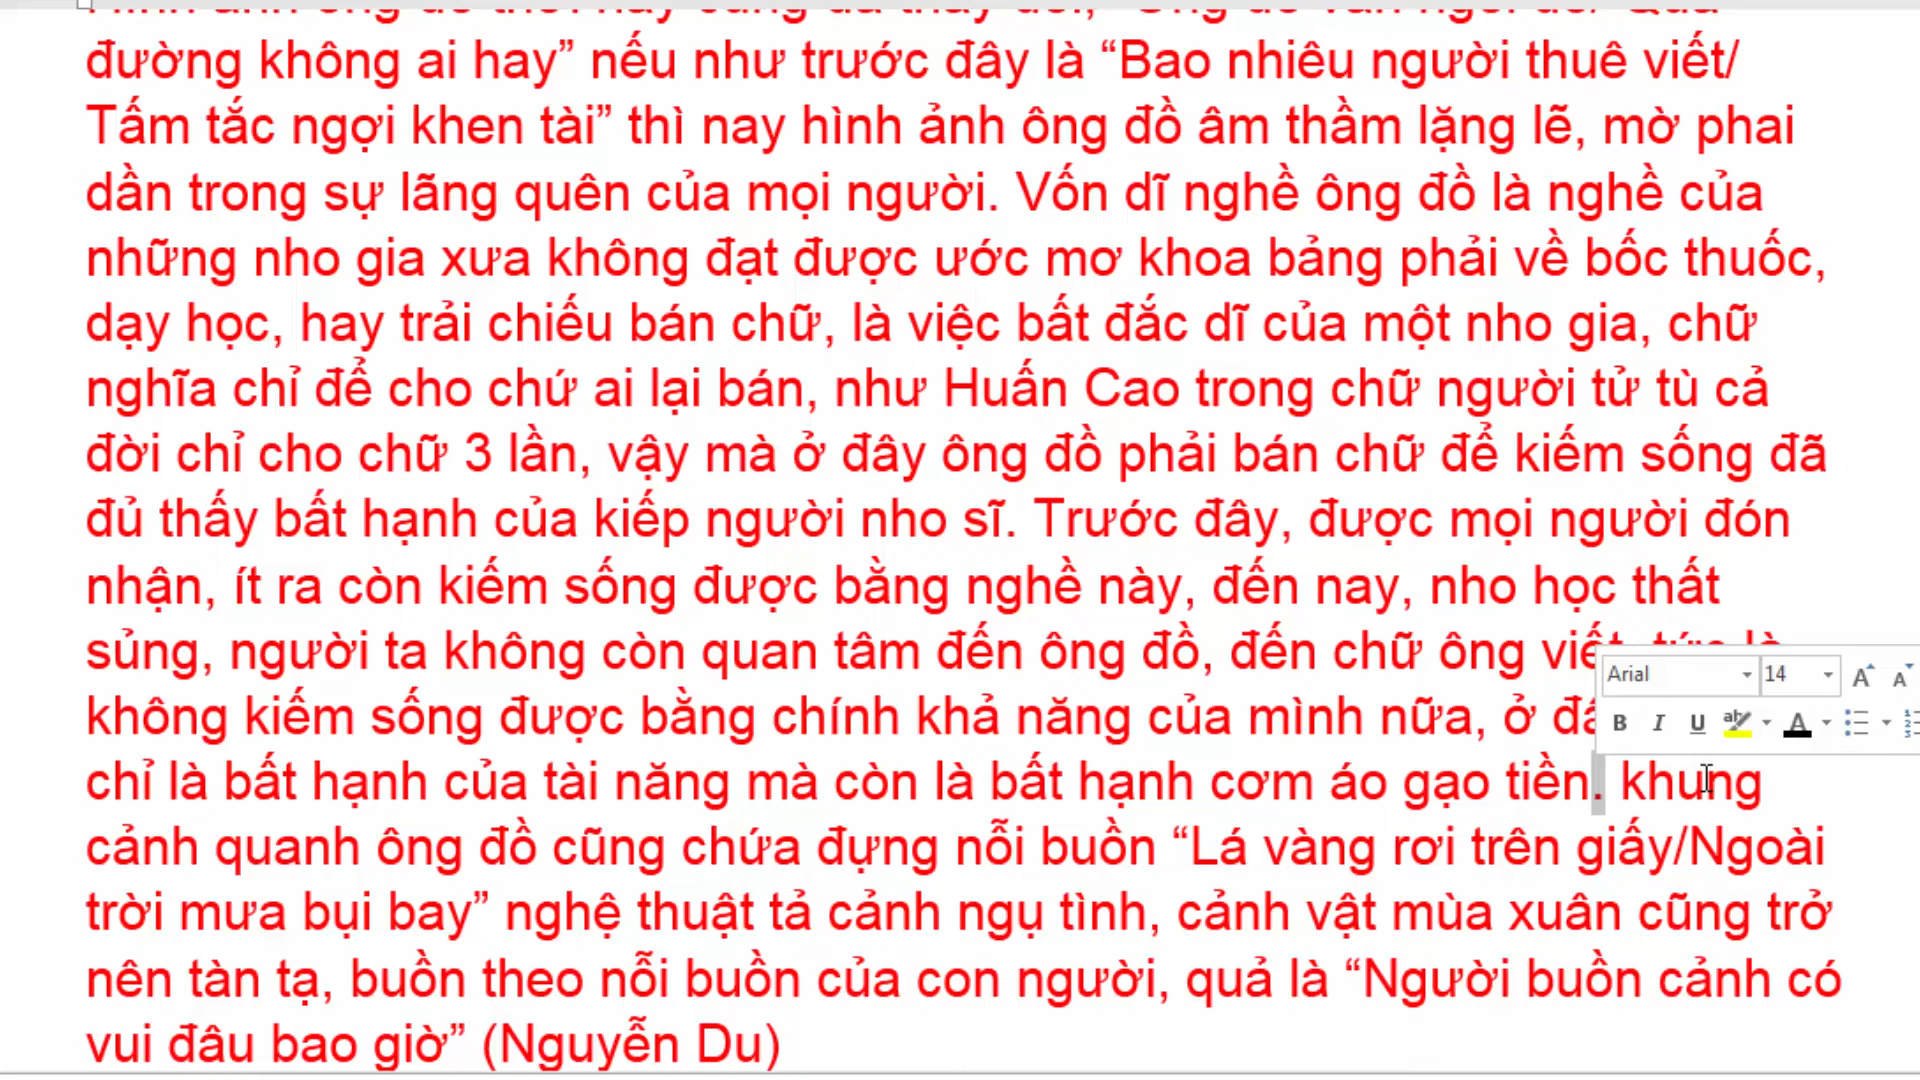 đường không ai hay” nếu như trước đây là “Bao nhiêu người thuê viết/
Tấm tắc ngợi khen tài” thì nay hình ảnh ông đồ âm thầm lặng lẽ, mờ phai
dần trong sự lãng quên của mọi người. Vốn dĩ nghề ông đồ là nghề của
những nho gia xưa không đạt được ước mơ khoa bảng phải về bốc thuốc,
dạy học, hay trải chiếu bán chữ, là việc bất đắc dĩ của một nho gia, chữ
nghĩa chỉ để cho chứ ai lại bán, như Huấn Cao trong chữ người tử tù cả
đời chỉ cho chữ 3 lần, vậy mà ở đây ông đồ phải bán chữ để kiếm sống đã
đủ thấy bất hạnh của kiếp người nho sĩ. Trước đây, được mọi người đón
nhận, ít ra còn kiếm sống được bằng nghề này, đến nay, nho học thất
sủng, người ta không còn quan tâm đến ông đồ, đến chữ ông viết
Arial 14
không kiếm sống được bằng chính khả năng của mình nữa, ở
B I U
chỉ là bất hạnh của tài năng mà còn là bất hạnh cơm áo gạo tiền. khung
cảnh quanh ông đồ cũng chứa đựng nỗi buồn “Lá vàng rơi trên giấy/Ngoài
trời mưa bụi bay” nghệ thuật tả cảnh ngụ tình, cảnh vật mùa xuân cũng trở
nên tàn tạ, buồn theo nỗi buồn của con người, quả là “Người buồn cảnh có
vui đâu bao giờ” (Nguyễn Du)